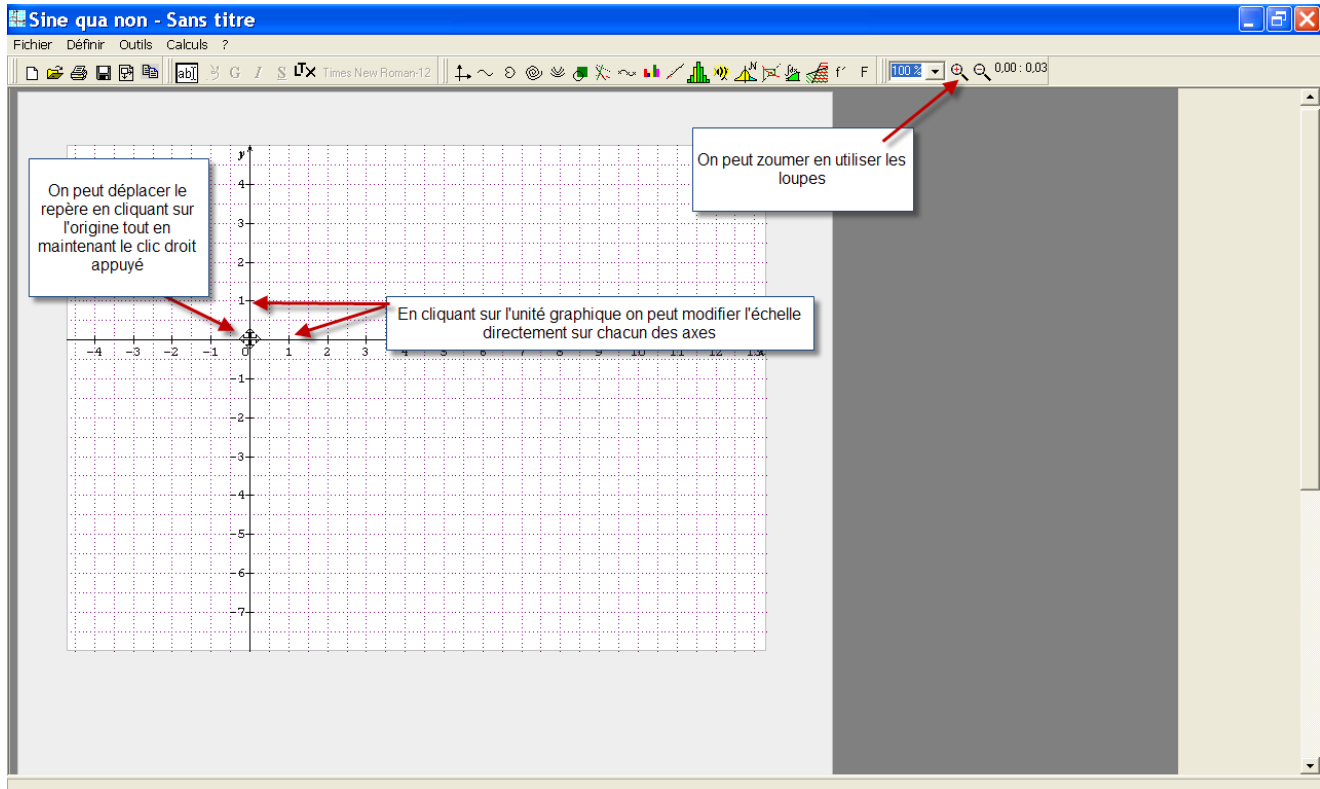 Sine qua non - Sans titre
Fichier Définir Outils Calculs ?
ab G I S LTX Times New Roman-12 N f´ F 100 % 0,00 : 0,03
On peut zoumer en utiliser les
loupes
On peut déplacer le
repère en cliquant sur
l'origine tout en
maintenant le clic droit
appuyé
En cliquant sur l'unité graphique on peut modifier l'échelle
directement sur chacun des axes
y
4
3
2
1
-4 -3 -2 -1 0 1 2 3 4 5 6 7 8 9 10 11 12 13
-1
-2
-3
-4
-5
-6
-7